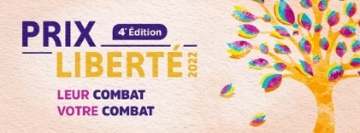 PRIX
4e Édition
LIBERTÉ
2022
LEUR COMBAT
VOTRE COMBAT